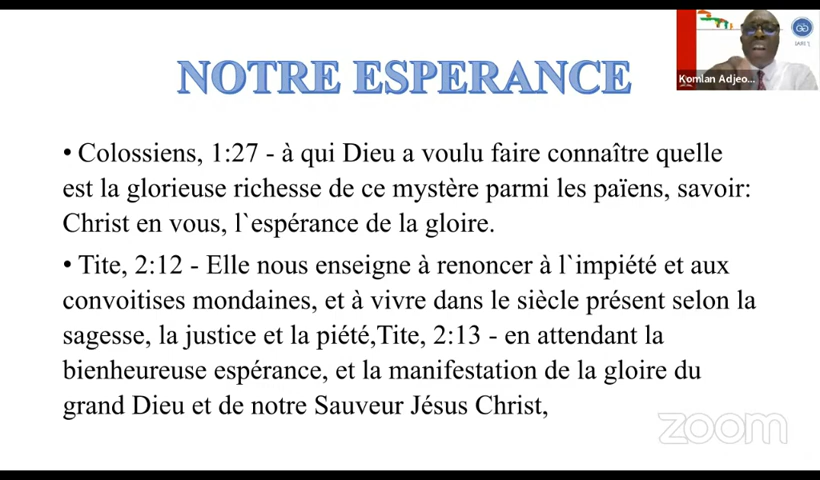 NOTRE ESPERANCE
• Colossiens, 1:27 - à qui Dieu a voulu faire connaître quelle
est la glorieuse richesse de ce mystère parmi les païens, savoir:
Christ en vous, l`espérance de la gloire.
• Tite, 2:12 - Elle nous enseigne à renoncer à l`impiété et aux
convoitises mondaines, et à vivre dans le siècle présent selon la
sagesse, la justice et la piété,Tite, 2:13 - en attendant la
bienheureuse espérance, et la manifestation de la gloire du
grand Dieu et de notre Sauveur Jésus Christ,
Komlan Adjeo...
zoom